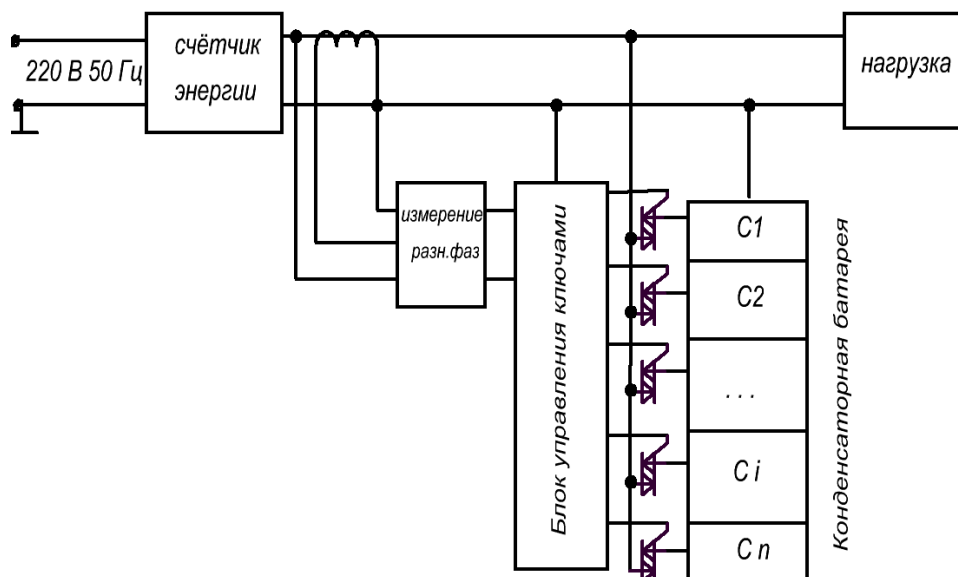 счётчик
энергии
220 В 50 Гц
нагрузка
измерение
разн.фаз
Блок управления ключами
C1
C2
. . .
C i
C n
Конденсаторная батарея